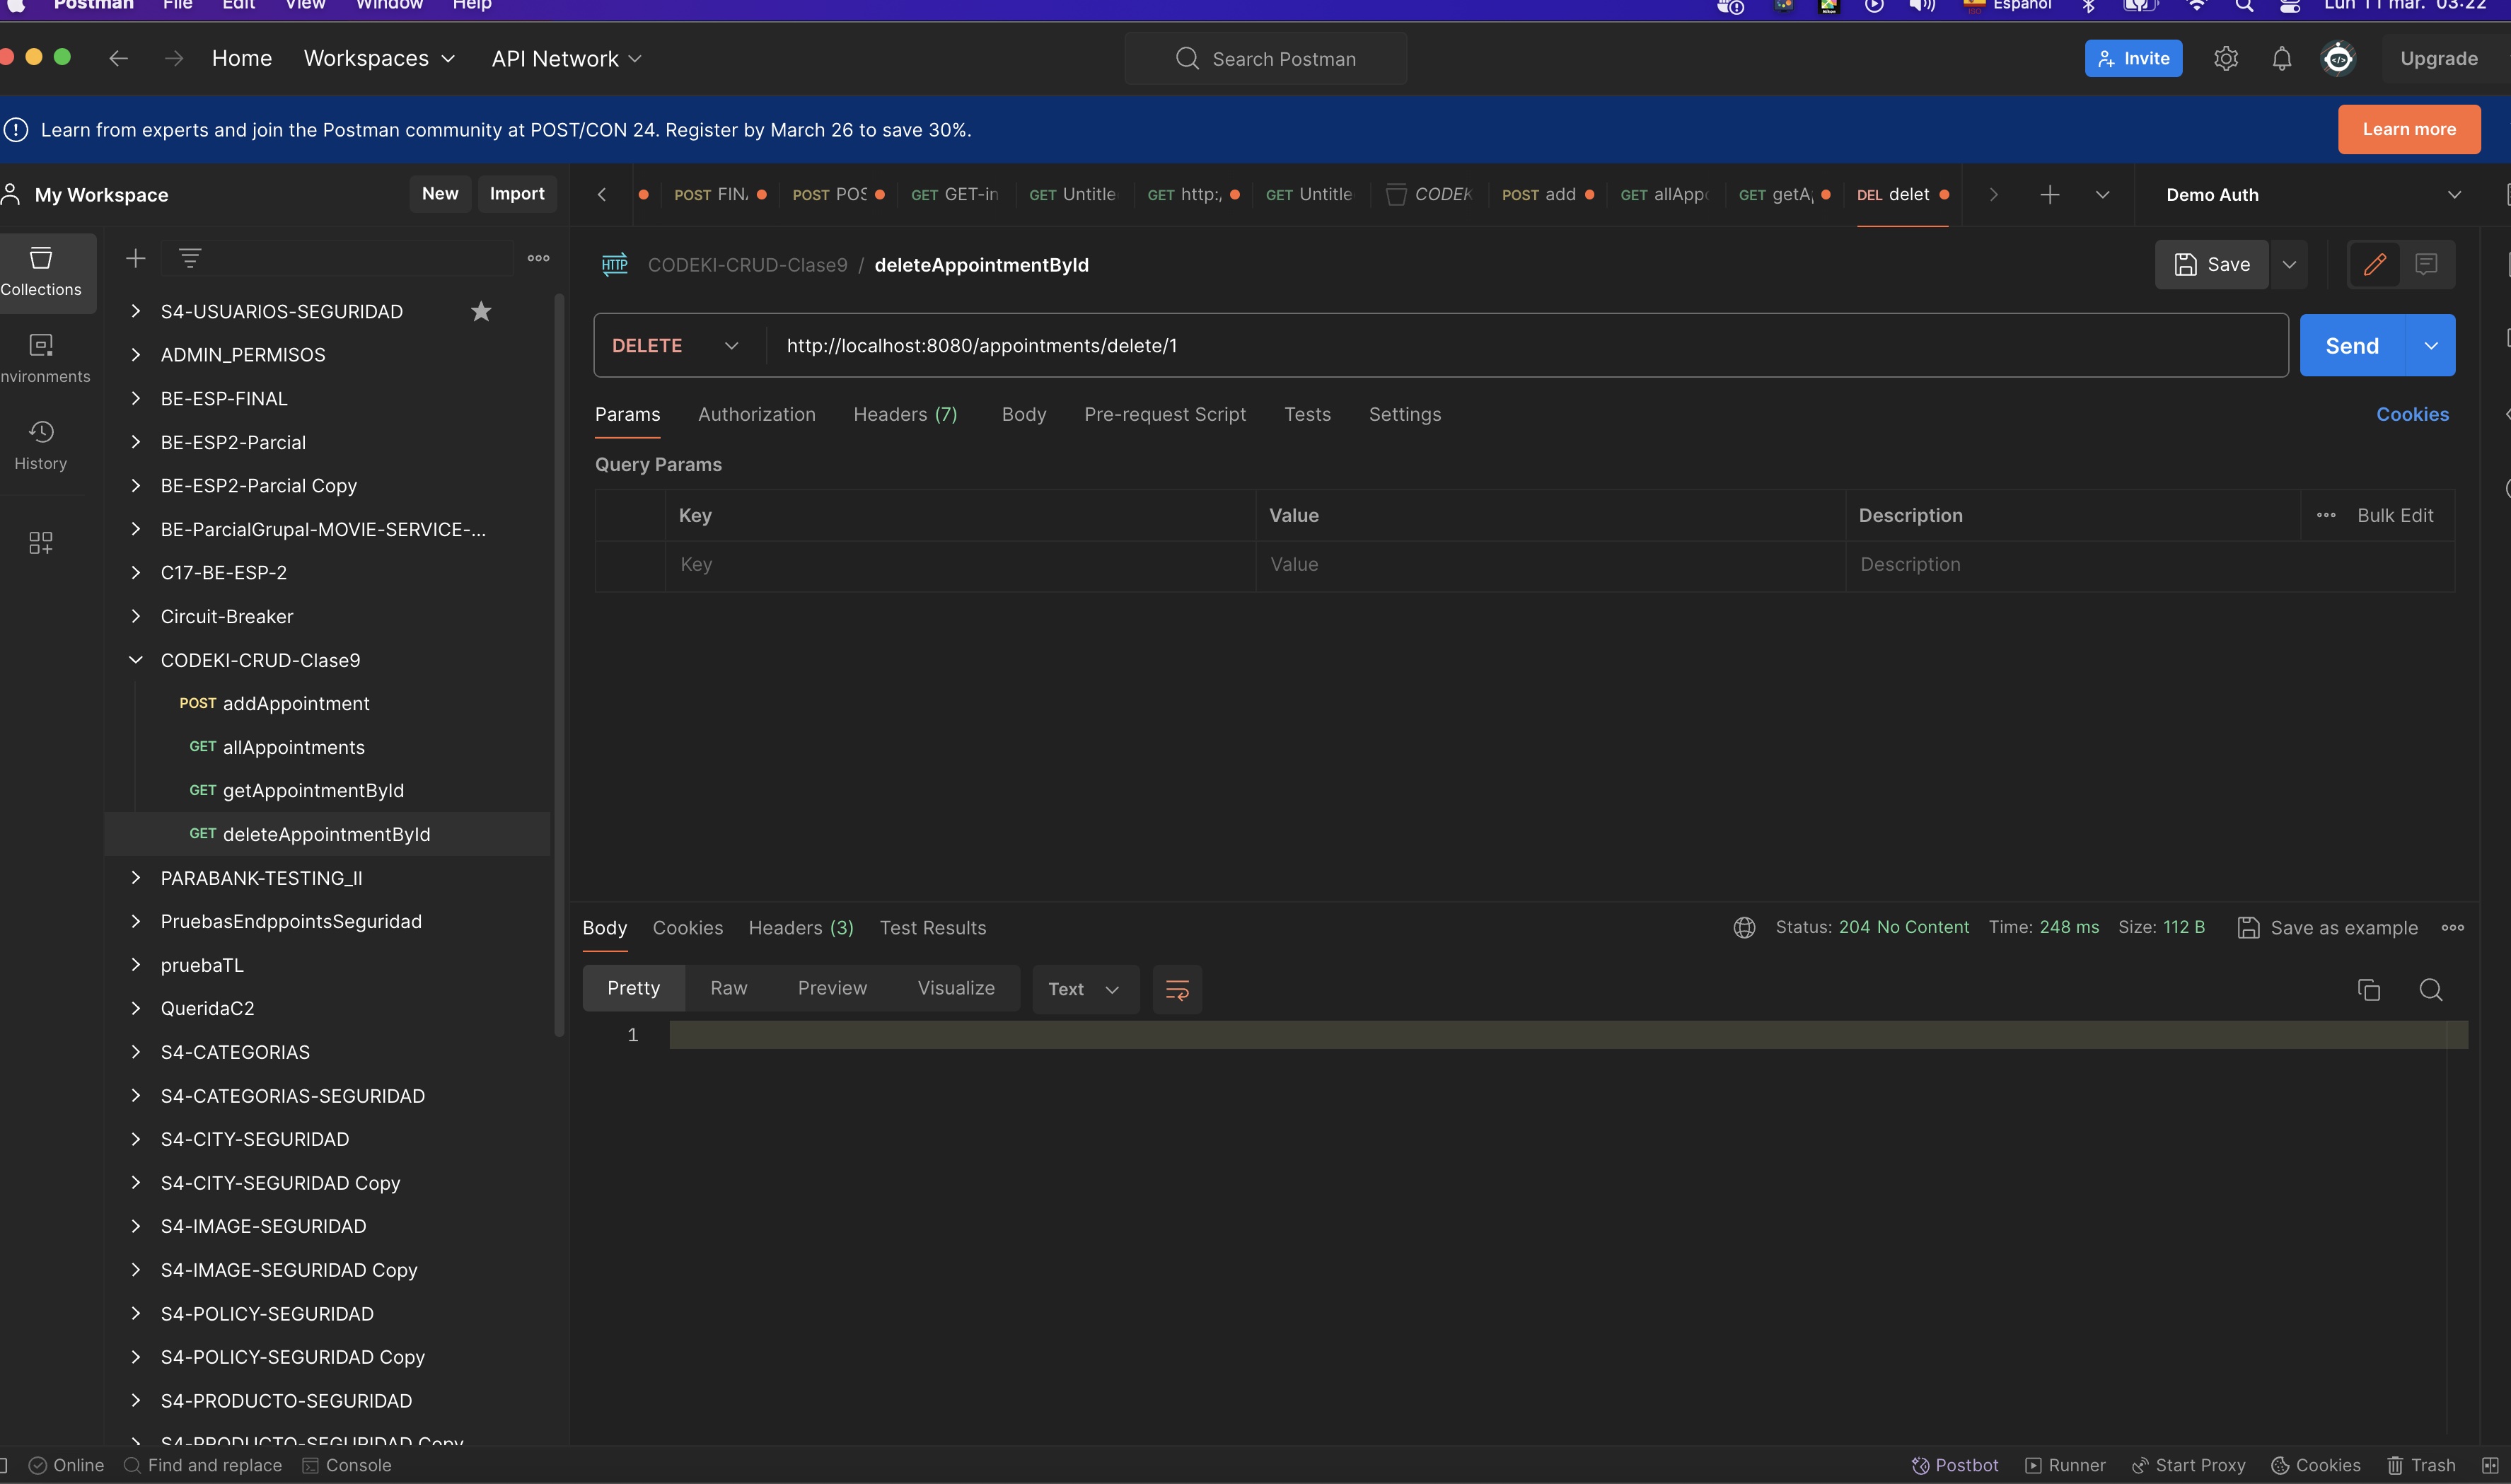 Postman File Edit View Window Help Español Lun 11 mar. 03:22
Home Workspaces API Network Search Postman Invite Upgrade
Learn from experts and join the Postman community at POST/CON 24. Register by March 26 to save 30%. Learn more
My Workspace New Import
POST FIN POST POS GET GET-in GET Untitle GET http:/ GET Untitle CODEK POST add GET allApp GET getA DEL delet Demo Auth
Collections
nvironments
History
S4-USUARIOS-SEGURIDAD
ADMIN_PERMISOS
BE-ESP-FINAL
BE-ESP2-Parcial
BE-ESP2-Parcial Copy
BE-ParcialGrupal-MOVIE-SERVICE-...
C17-BE-ESP-2
Circuit-Breaker
CODEKI-CRUD-Clase9
POST addAppointment
GET allAppointments
GET getAppointmentById
GET deleteAppointmentById
PARABANK-TESTING_II
PruebasEndppointsSeguridad
pruebaTL
QueridaC2
S4-CATEGORIAS
S4-CATEGORIAS-SEGURIDAD
S4-CITY-SEGURIDAD
S4-CITY-SEGURIDAD Copy
S4-IMAGE-SEGURIDAD
S4-IMAGE-SEGURIDAD Copy
S4-POLICY-SEGURIDAD
S4-POLICY-SEGURIDAD Copy
S4-PRODUCTO-SEGURIDAD
S4-PRODUCTO-SEGURIDAD Copy
HTTP CODEKI-CRUD-Clase9 / deleteAppointmentById Save
DELETE http://localhost:8080/appointments/delete/1 Send
Params Authorization Headers (7) Body Pre-request Script Tests Settings Cookies
Query Params
Key Value Description Bulk Edit
Key Value Description
Body Cookies Headers (3) Test Results Status: 204 No Content Time: 248 ms Size: 112 B Save as example
Pretty Raw Preview Visualize Text
1
Online Find and replace Console Postbot Runner Start Proxy Cookies Trash